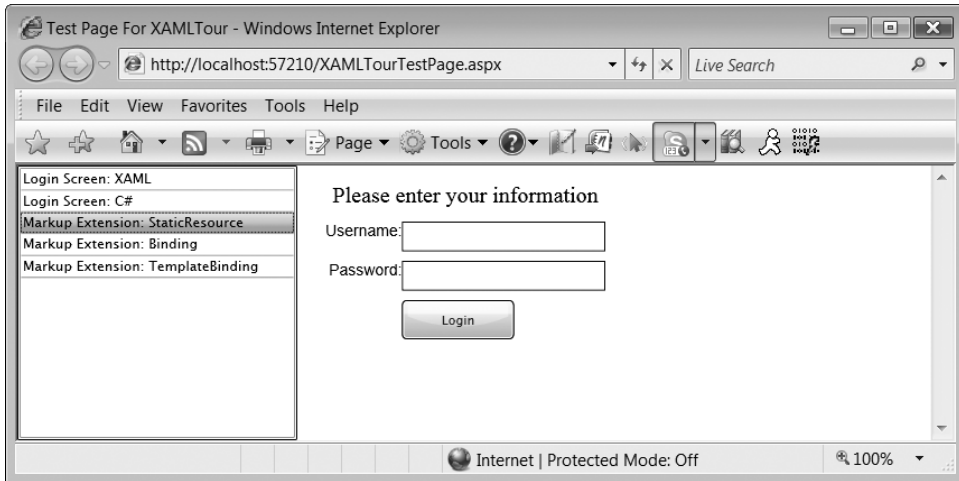 Test Page For XAMLTour - Windows Internet Explorer
http://localhost:57210/XAMLTourTestPage.aspx
Live Search
File Edit View Favorites Tools Help
Page Tools
Login Screen: XAML
Login Screen: C#
Markup Extension: StaticResource
Markup Extension: Binding
Markup Extension: TemplateBinding
Please enter your information
Username:
Password:
Login
Internet | Protected Mode: Off
100%